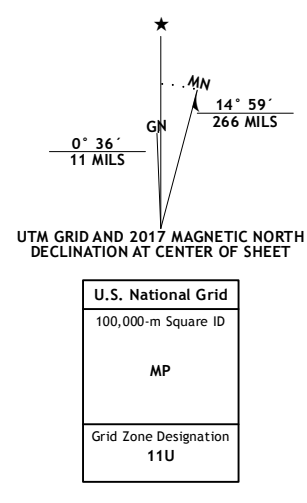 ★
MN
14° 59´
266 MILS
GN
0° 36´
11 MILS
UTM GRID AND 2017 MAGNETIC NORTH
DECLINATION AT CENTER OF SHEET
U.S. National Grid
100,000-m Square ID
MP
Grid Zone Designation
11U